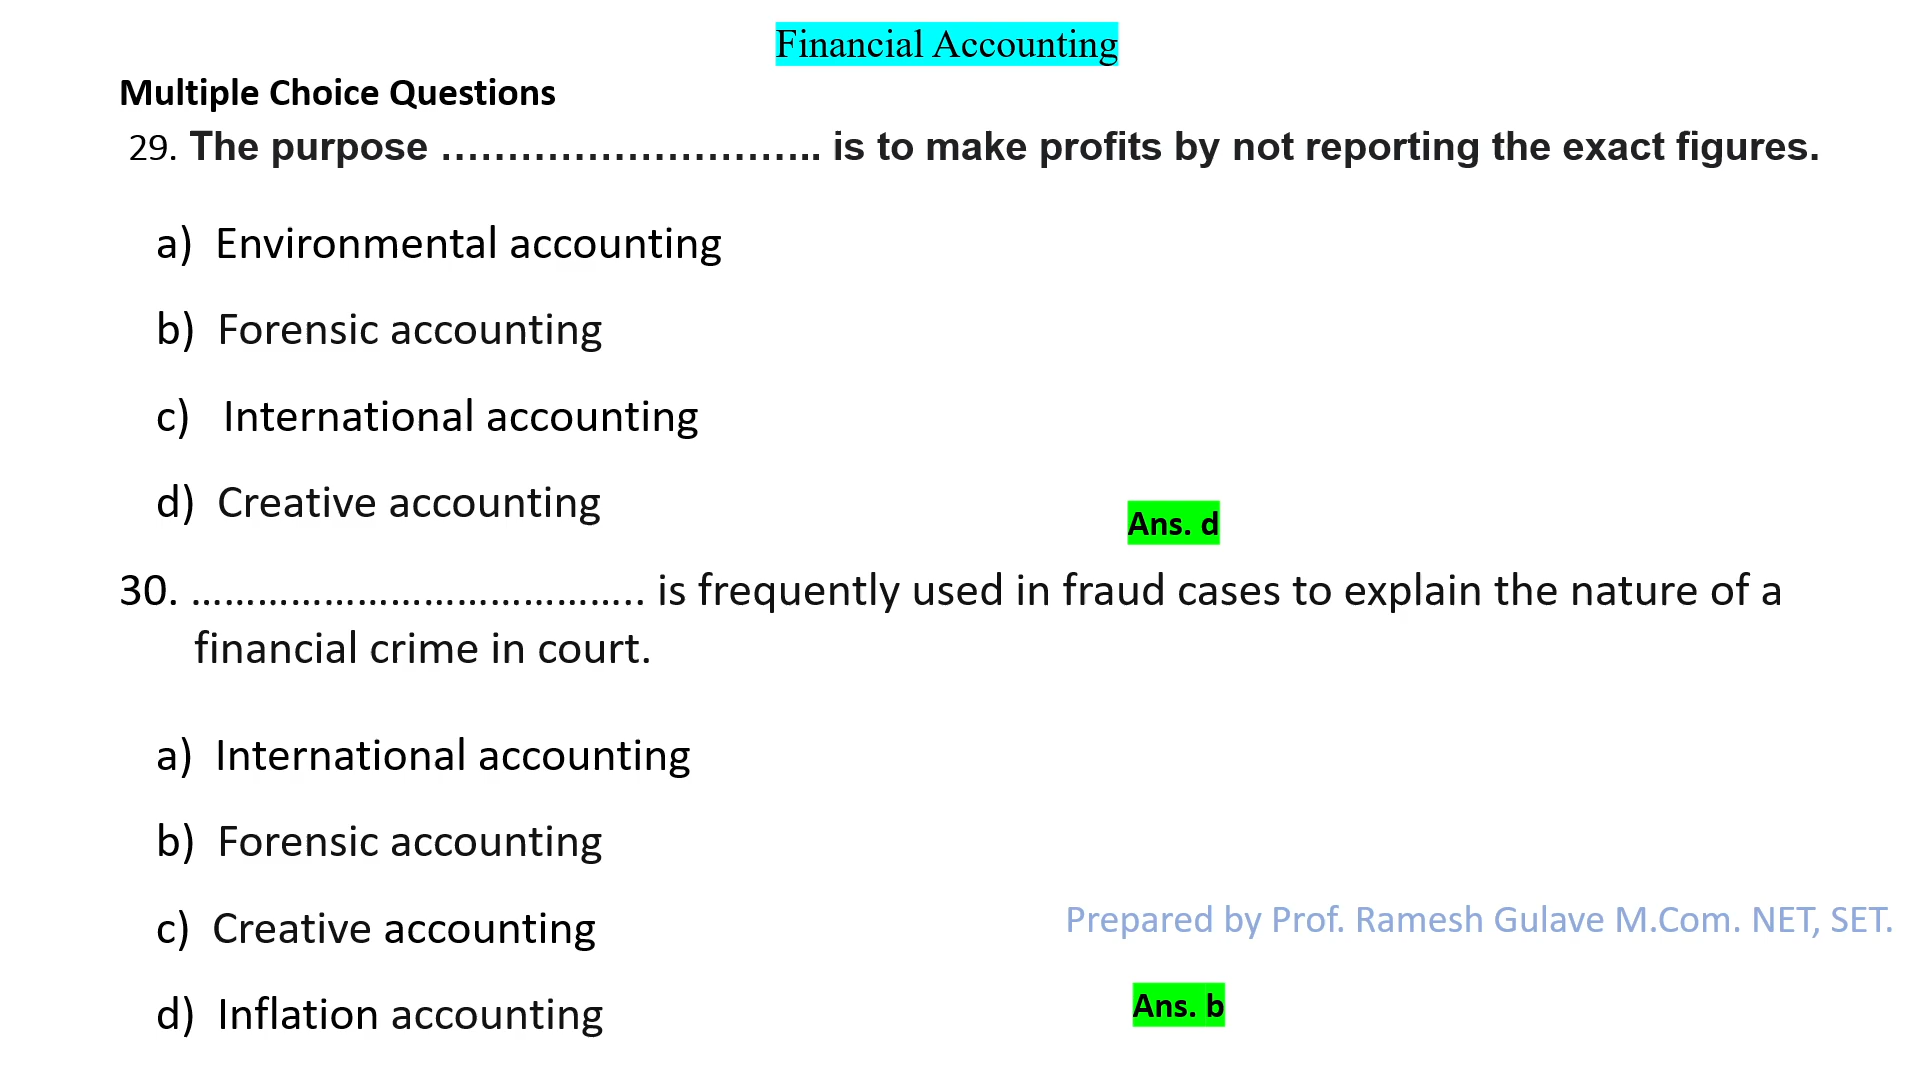 Financial Accounting
Multiple Choice Questions
29. The purpose ……………………….. is to make profits by not reporting the exact figures.
a) Environmental accounting
b) Forensic accounting
c) International accounting
d) Creative accounting
Ans. d
30. ………………………………….. is frequently used in fraud cases to explain the nature of a
financial crime in court.
a) International accounting
b) Forensic accounting
c) Creative accounting
Prepared by Prof. Ramesh Gulave M.Com. NET, SET.
d) Inflation accounting
Ans. b